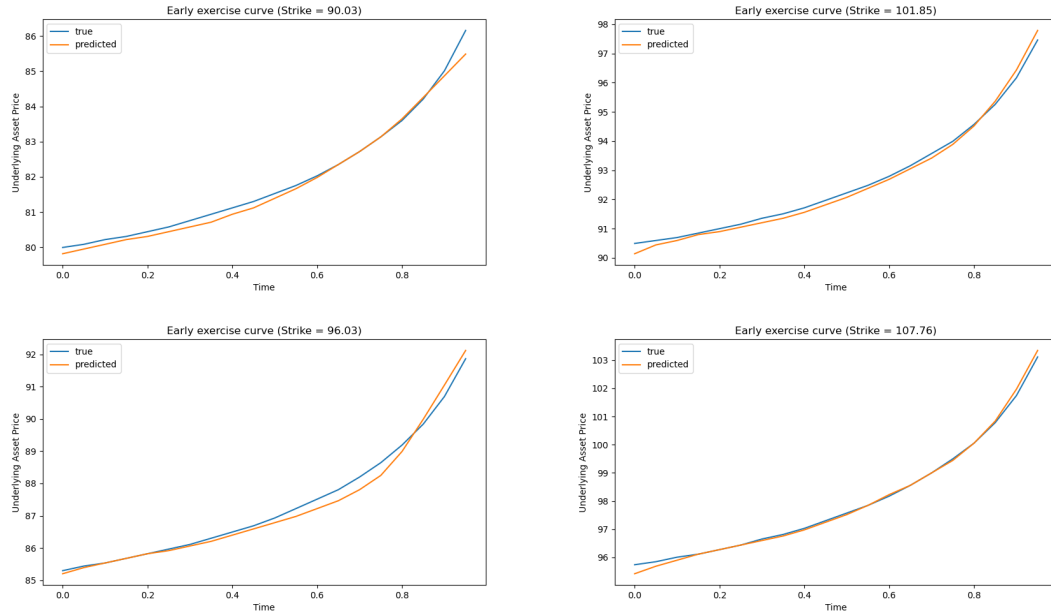 Early exercise curve (Strike = 90.03)
true
predicted
Underlying Asset Price
86
85
84
83
82
81
80
0.0 0.2 0.4 0.6 0.8
Time
Early exercise curve (Strike = 101.85)
true
predicted
Underlying Asset Price
98
97
96
95
94
93
92
91
90
0.0 0.2 0.4 0.6 0.8
Time
Early exercise curve (Strike = 96.03)
true
predicted
Underlying Asset Price
92
91
90
89
88
87
86
85
0.0 0.2 0.4 0.6 0.8
Time
Early exercise curve (Strike = 107.76)
true
predicted
Underlying Asset Price
103
102
101
100
99
98
97
96
0.0 0.2 0.4 0.6 0.8
Time